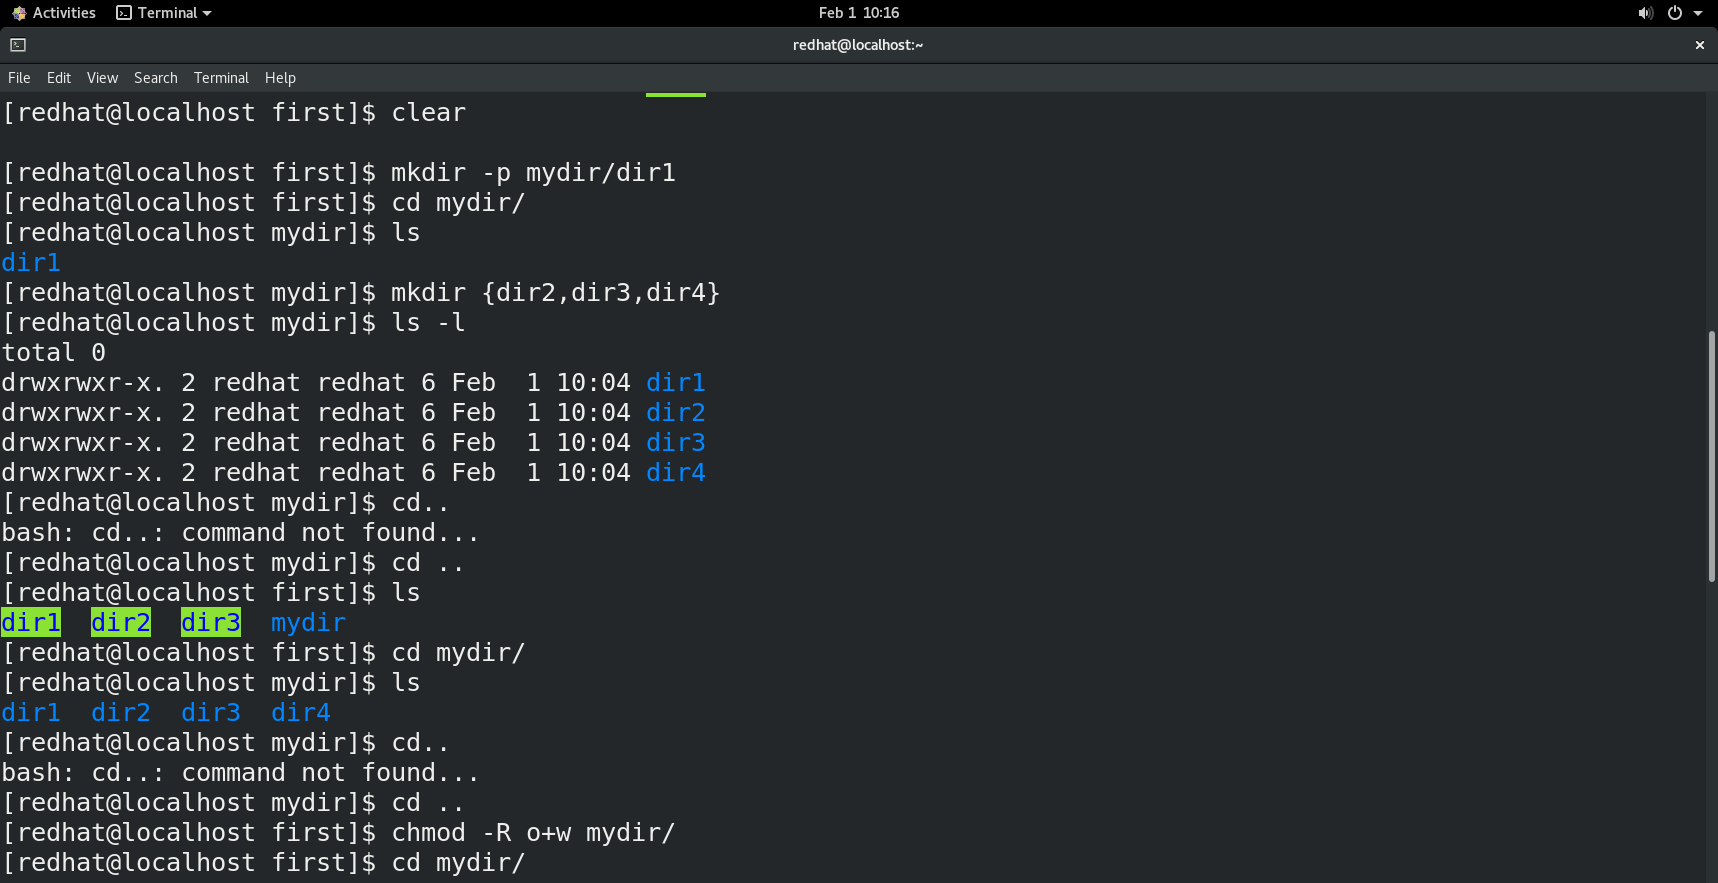 Activities Terminal Feb 1 10:16
redhat@localhost:~
File Edit View Search Terminal Help
[redhat@localhost first]$ clear
[redhat@localhost first]$ mkdir -p mydir/dir1
[redhat@localhost first]$ cd mydir/
[redhat@localhost mydir]$ ls
dir1
[redhat@localhost mydir]$ mkdir {dir2,dir3,dir4}
[redhat@localhost mydir]$ ls -l
total 0
drwxrwxr-x. 2 redhat redhat 6 Feb  1 10:04 dir1
drwxrwxr-x. 2 redhat redhat 6 Feb  1 10:04 dir2
drwxrwxr-x. 2 redhat redhat 6 Feb  1 10:04 dir3
drwxrwxr-x. 2 redhat redhat 6 Feb  1 10:04 dir4
[redhat@localhost mydir]$ cd..
bash: cd..: command not found...
[redhat@localhost mydir]$ cd ..
[redhat@localhost first]$ ls
dir1  dir2  dir3  mydir
[redhat@localhost first]$ cd mydir/
[redhat@localhost mydir]$ ls
dir1  dir2  dir3  dir4
[redhat@localhost mydir]$ cd..
bash: cd..: command not found...
[redhat@localhost mydir]$ cd ..
[redhat@localhost first]$ chmod -R o+w mydir/
[redhat@localhost first]$ cd mydir/